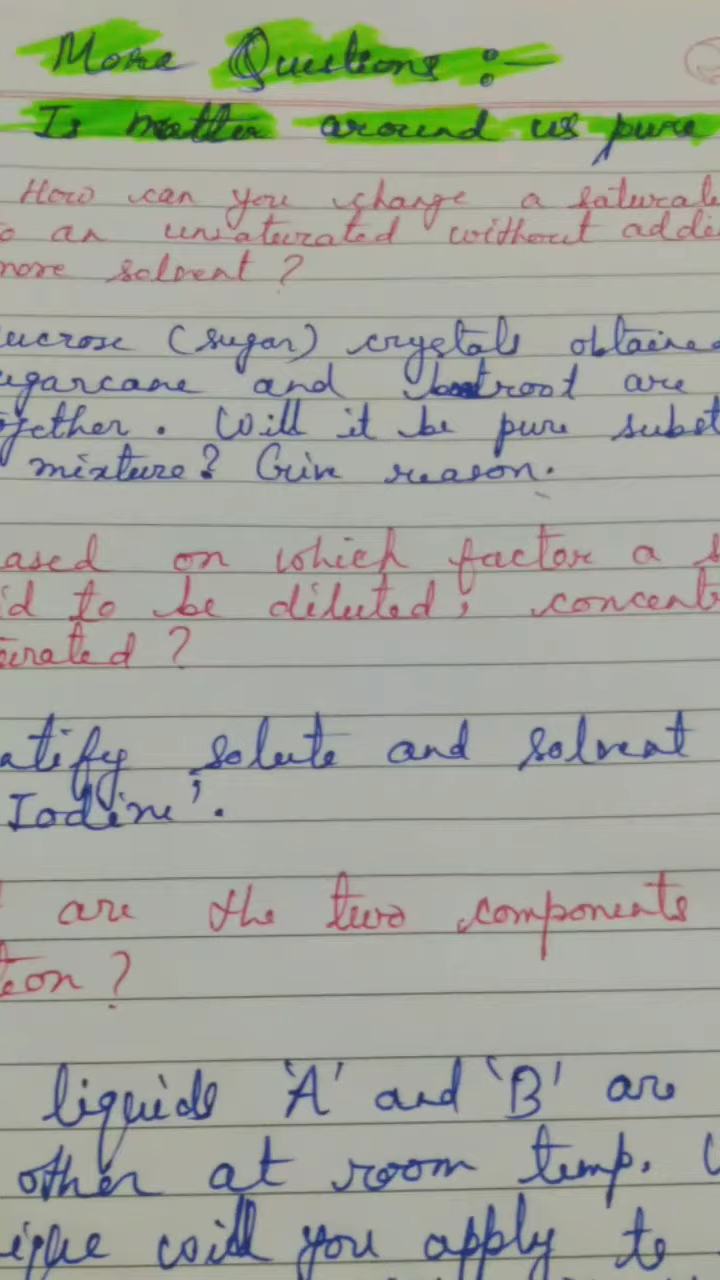 More Questions :-
Is matter around us pure
How can you change a saturate
o an unsaturated without addi
more solvent ?
ucrose (sugar) crystals obtaine
ugarcane and beetroot are
ogether. Will it be pure subst
mixture? Give reason.
ased on which factor a s
id to be diluted, concent
urated ?
atify solute and solvent
Iodine'.
are the two components
ion ?
liquids 'A' and 'B' are
other at room temp.
ique will you apply to